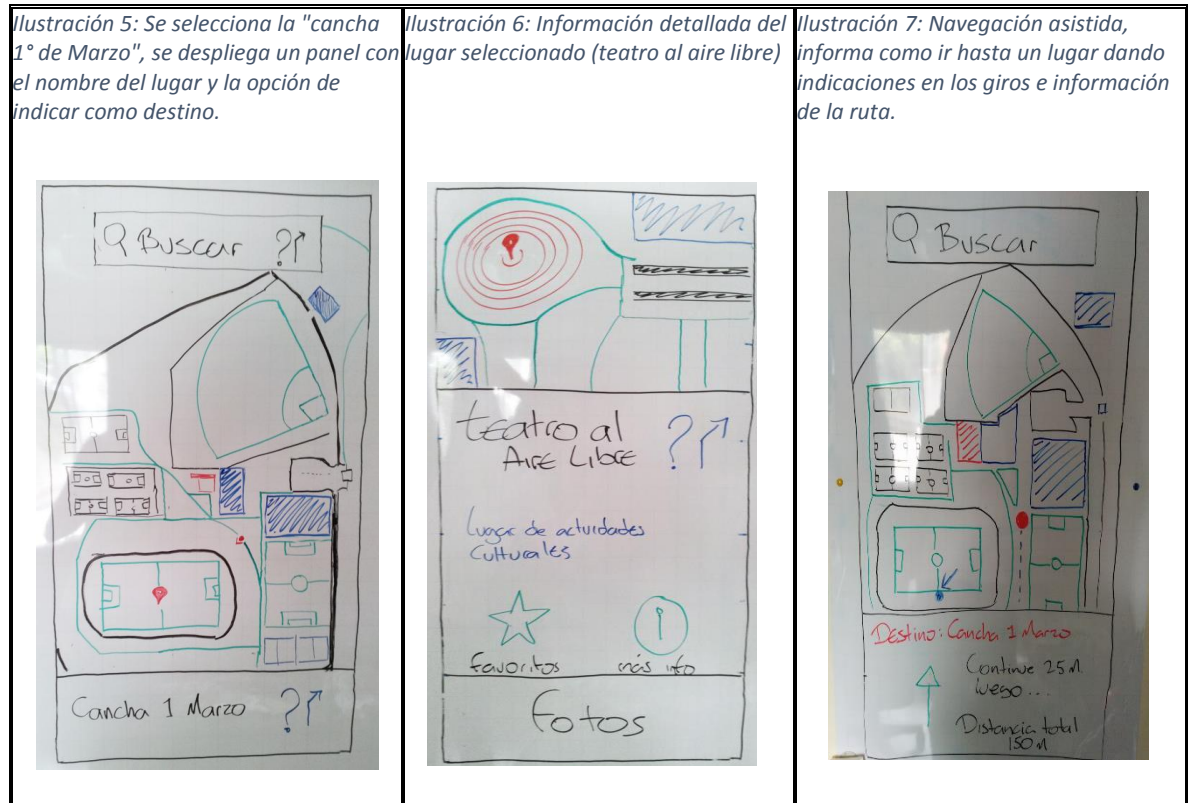 Ilustración 5: Se selecciona la "cancha
1° de Marzo", se despliega un panel con
el nombre del lugar y la opción de
indicar como destino.
Ilustración 6: Información detallada del
lugar seleccionado (teatro al aire libre)
Ilustración 7: Navegación asistida,
informa como ir hasta un lugar dando
indicaciones en los giros e información
de la ruta.
Buscar ?
Cancha 1 Marzo ?
teatro al
Aire Libre ?
Lugar de actividades
Culturales
favoritos
más info
fotos
Buscar
Destino: Cancha 1 Marzo
Continue 25 M.
luego ...
Distancia total
150 M